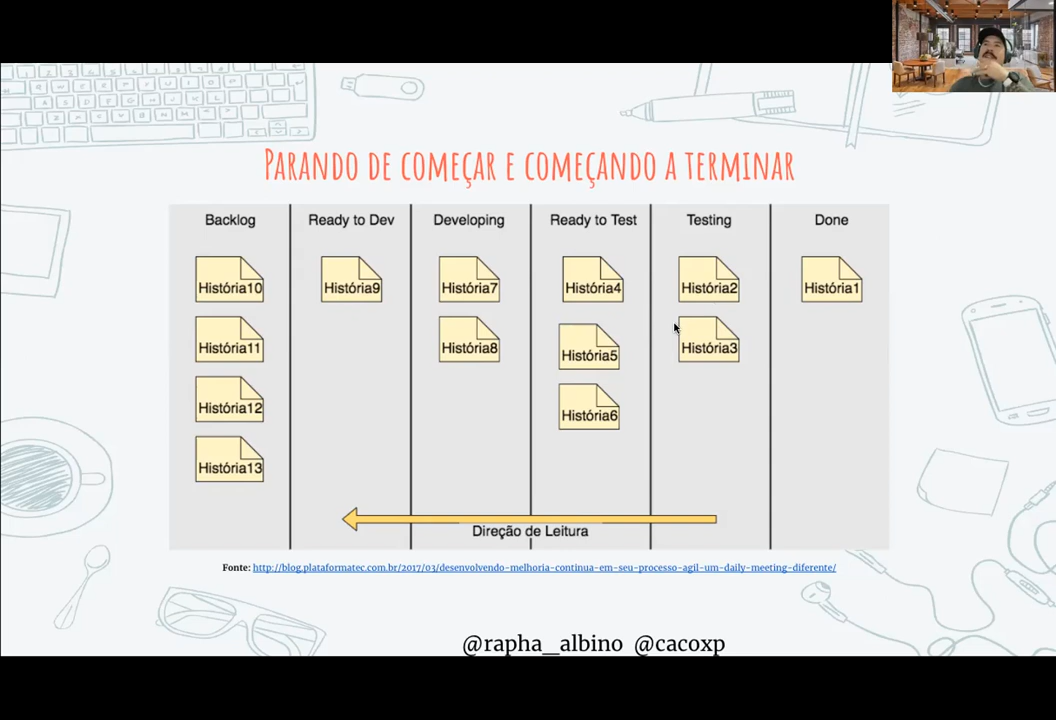 Parando de começar e começando a terminar
Backlog Ready to Dev Developing Ready to Test Testing Done
História10 História9 História7 História4 História2 História1
História11 História8 História5 História3
História12 História6
História13
Direção de Leitura
Fonte: http://blog.plataformatec.com.br/2017/03/desenvolvendo-melhoria-continua-em-seu-processo-agil-um-daily-meeting-diferente/
@rapha_albino @cacoxp